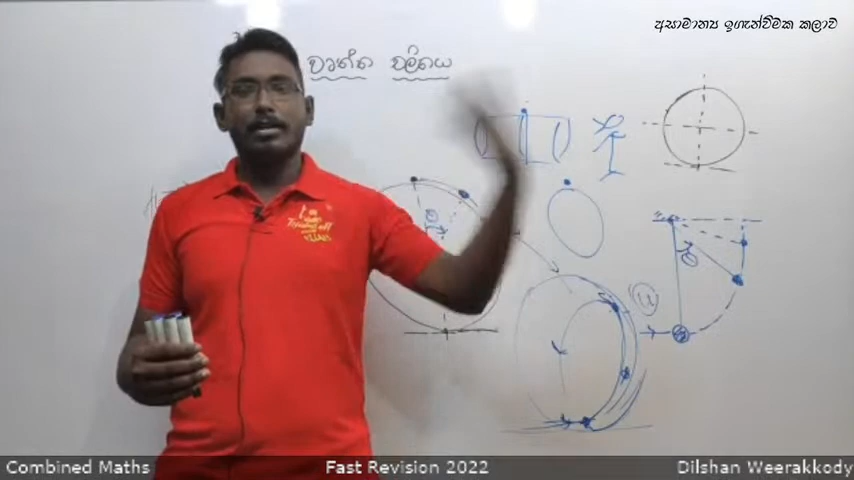 අසාමාන්‍ය ඉගැන්වීමක කලාව
වෘත්ත චලිතය
Combined Maths
Fast Revision 2022
Dilshan Weerakkody